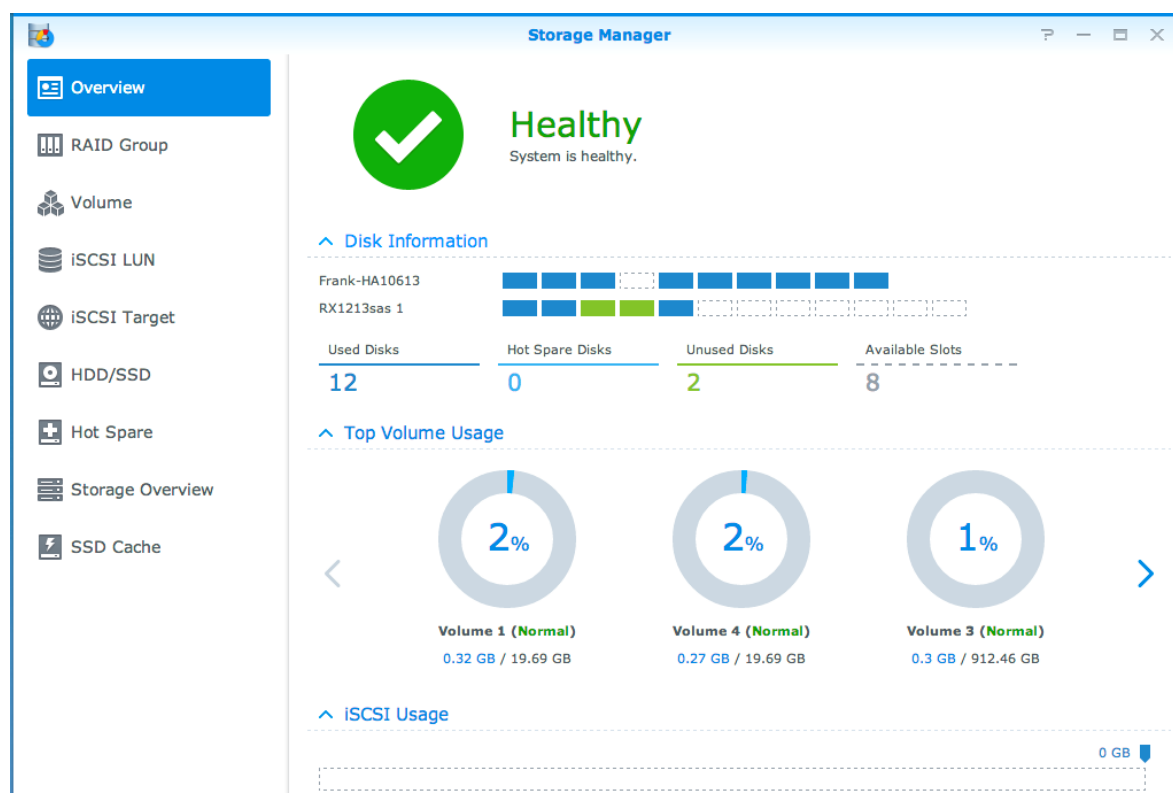 Storage Manager
Overview
RAID Group
Volume
iSCSI LUN
iSCSI Target
HDD/SSD
Hot Spare
Storage Overview
SSD Cache
Healthy
System is healthy.
Disk Information
Frank-HA10613
RX1213sas 1
Used Disks Hot Spare Disks Unused Disks Available Slots
12 0 2 8
Top Volume Usage
2% 2% 1%
Volume 1 (Normal) Volume 4 (Normal) Volume 3 (Normal)
0.32 GB / 19.69 GB 0.27 GB / 19.69 GB 0.3 GB / 912.46 GB
iSCSI Usage
0 GB